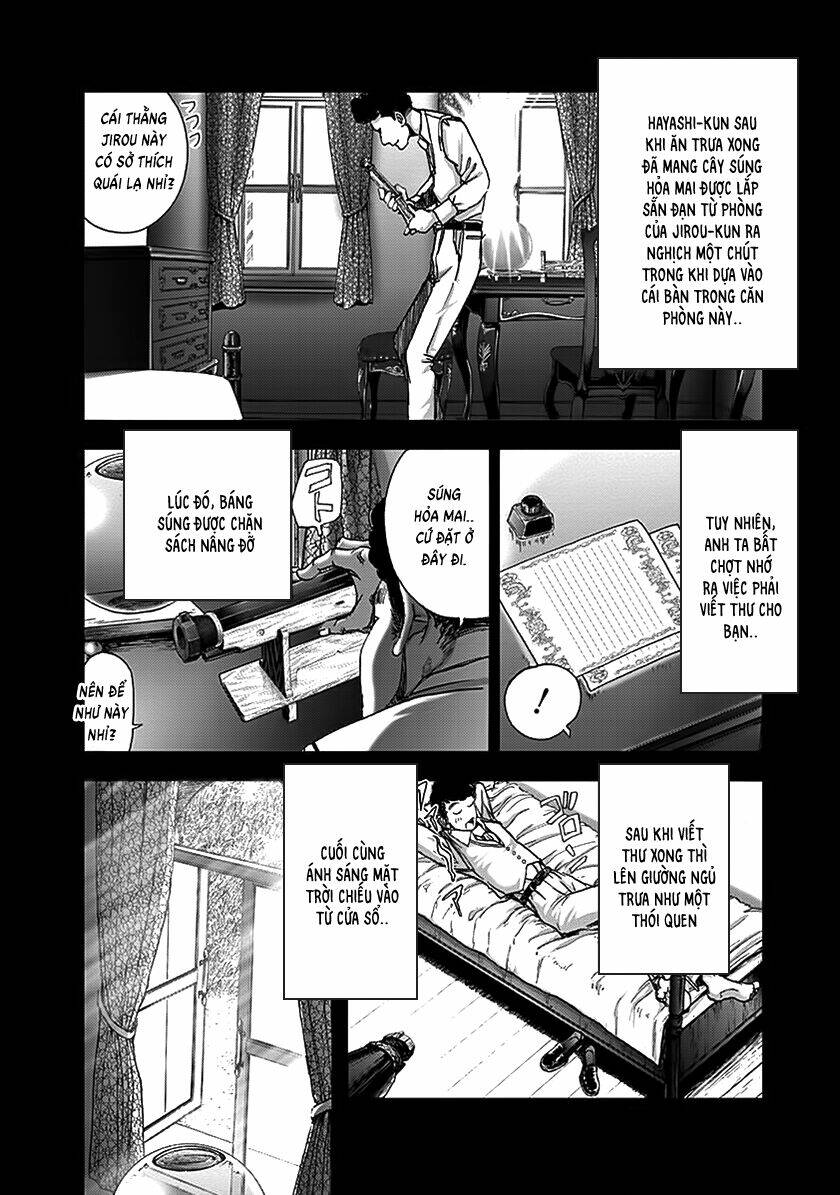 HAYASHI-KUN SAU
KHI ĂN TRƯA XONG
ĐÃ MANG CÂY SÚNG
HỎA MAI ĐƯỢC LẮP
SẴN ĐẠN TỪ PHÒNG
CỦA JIROU-KUN RA
NGHỊCH MỘT CHÚT
TRONG KHI DỰA VÀO
CÁI BÀN TRONG CĂN
PHÒNG NÀY..
CÁI THẰNG
JIROU NÀY
CÓ SỞ THÍCH
QUÁI LẠ NHỈ?
TUY NHIÊN,
ANH TA BẤT
CHỢT NHỚ
RA VIỆC PHẢI
VIẾT THƯ CHO
BẠN..
!
SÚNG
HỎA MAI..
CỨ ĐẶT Ở
ĐÂY ĐI.
コト
LÚC ĐÓ, BÁNG
SÚNG ĐƯỢC CHẶN
SÁCH NÂNG ĐỠ
NÊN ĐỂ
NHƯ NÀY
NHỈ?
SAU KHI VIẾT
THƯ XONG THÌ
LÊN GIƯỜNG NGỦ
TRƯA NHƯ MỘT
THÓI QUEN
CUỐI CÙNG
ÁNH SÁNG MẶT
TRỜI CHIẾU VÀO
TỪ CỬA SỔ..